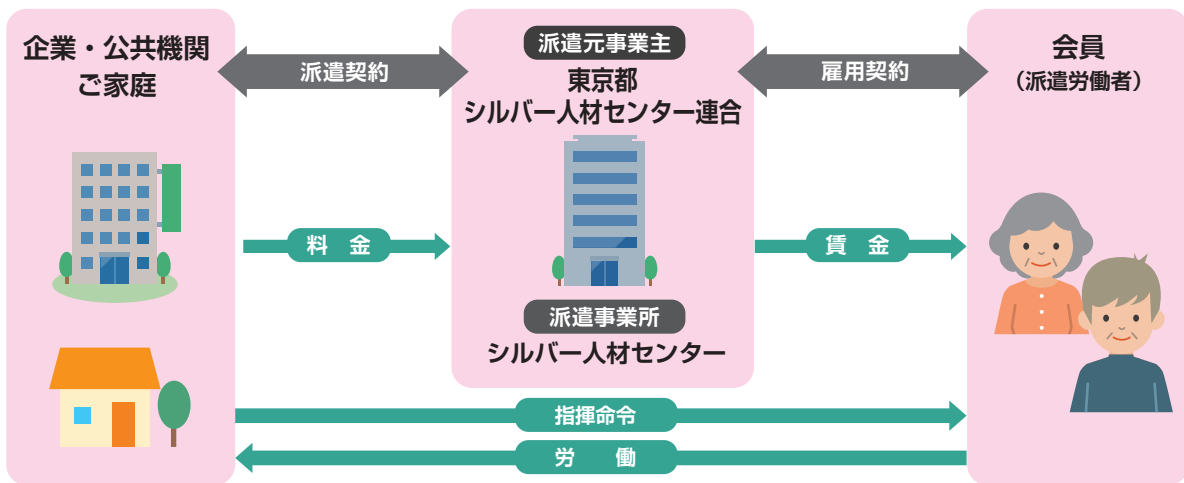 企業・公共機関
ご家庭
派遣契約
派遣元事業主
東京都
シルバー人材センター連合
雇用契約
会員
（派遣労働者）
料 金
賃 金
派遣事業所
シルバー人材センター
指揮命令
労 働